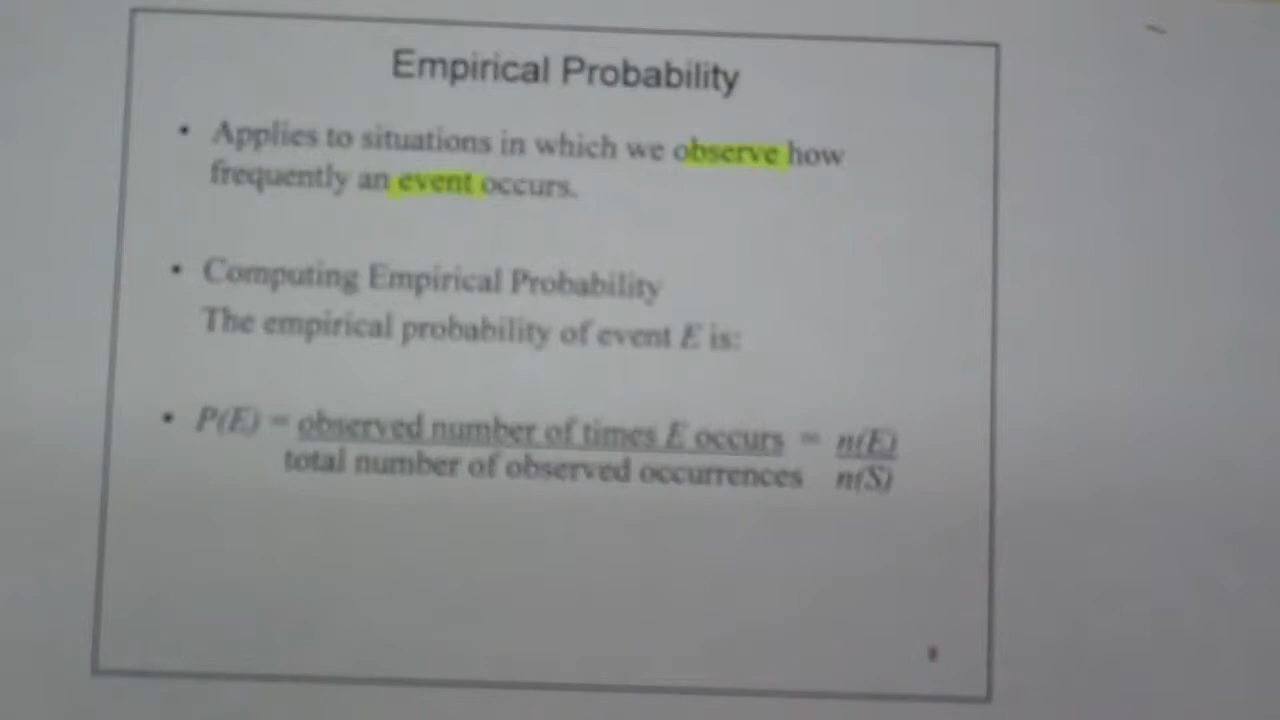 Empirical Probability
• Applies to situations in which we observe how
frequently an event occurs.
• Computing Empirical Probability
The empirical probability of event E is:
• P(E) = observed number of times E occurs = n(E)
total number of observed occurrences n(S)